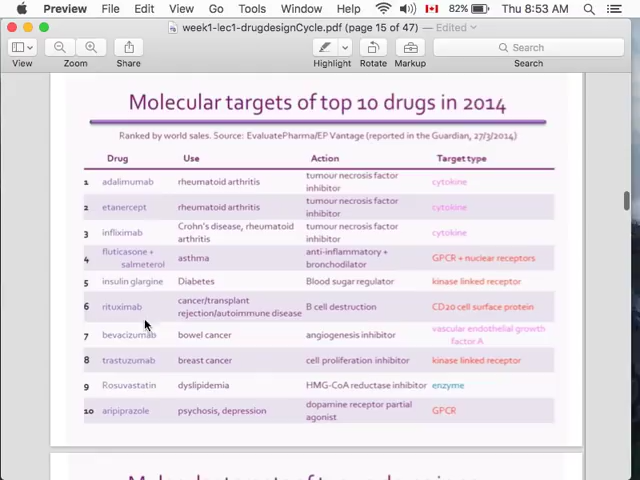 Preview File Edit View Go Tools Window Help 82% Thu 8:53 AM
week1-lec1-drugdesignCycle.pdf (page 15 of 47) — Edited
Search
View Zoom Share Highlight Rotate Markup Search
Molecular targets of top 10 drugs in 2014
Ranked by world sales. Source: EvaluatePharma/EP Vantage (reported in the Guardian, 27/3/2014)
Drug Use Action Target type
1 adalimumab rheumatoid arthritis tumour necrosis factor inhibitor cytokine
2 etanercept rheumatoid arthritis tumour necrosis factor inhibitor cytokine
3 infliximab Crohn's disease, rheumatoid arthritis tumour necrosis factor inhibitor cytokine
4 fluticasone + salmeterol asthma anti-inflammatory + bronchodilator GPCR + nuclear receptors
5 insulin glargine Diabetes Blood sugar regulator kinase linked receptor
6 rituximab cancer/transplant rejection/autoimmune disease B cell destruction CD20 cell surface protein
7 bevacizumab bowel cancer angiogenesis inhibitor vascular endothelial growth factor A
8 trastuzumab breast cancer cell proliferation inhibitor kinase linked receptor
9 Rosuvastatin dyslipidemia HMG-CoA reductase inhibitor enzyme
10 aripiprazole psychosis, depression dopamine receptor partial agonist GPCR